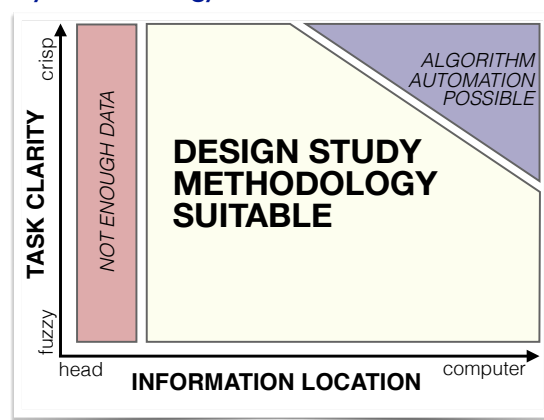 crisp
TASK CLARITY
fuzzy
NOT ENOUGH DATA
DESIGN STUDY
METHODOLOGY
SUITABLE
ALGORITHM
AUTOMATION
POSSIBLE
head
INFORMATION LOCATION
computer